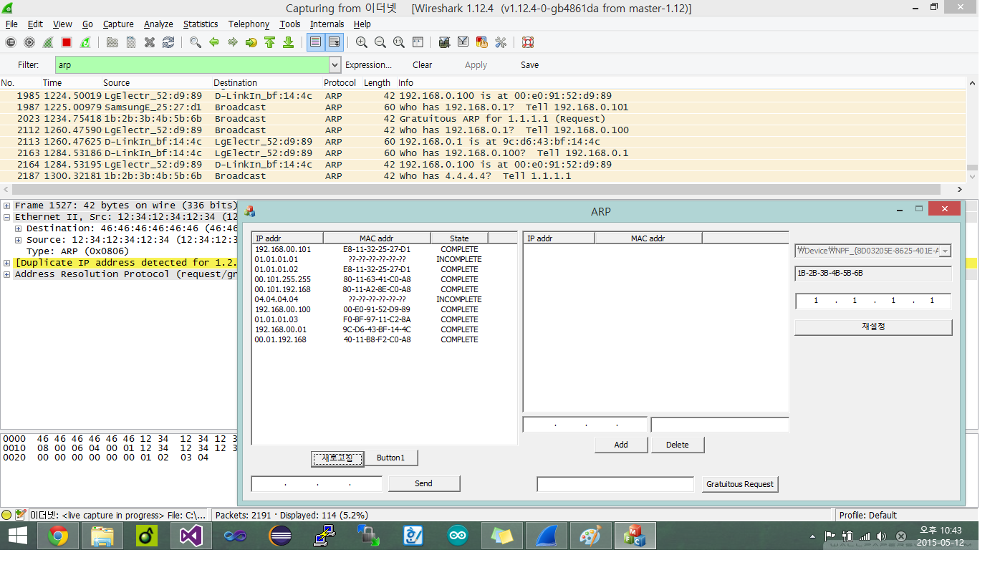 Capturing from 이더넷 [Wireshark 1.12.4 (v1.12.4-0-gb4861da from master-1.12)]
File Edit View Go Capture Analyze Statistics Telephony Tools Internals Help
Filter: arp Expression... Clear Apply Save
No. Time Source Destination Protocol Length Info
1985 1224.50019 LgElectr_52:d9:89 D-LinkIn_bf:14:4c ARP 42 192.168.0.100 is at 00:e0:91:52:d9:89
1987 1225.00979 SamsungE_25:27:d1 Broadcast ARP 60 Who has 192.168.0.1? Tell 192.168.0.101
2023 1234.75418 1b:2b:3b:4b:5b:6b Broadcast ARP 42 Gratuitous ARP for 1.1.1.1 (Request)
2112 1260.47590 LgElectr_52:d9:89 Broadcast ARP 42 Who has 192.168.0.1? Tell 192.168.0.100
2113 1260.47625 D-LinkIn_bf:14:4c LgElectr_52:d9:89 ARP 60 192.168.0.1 is at 9c:d6:43:bf:14:4c
2163 1284.53186 D-LinkIn_bf:14:4c LgElectr_52:d9:89 ARP 60 Who has 192.168.0.100? Tell 192.168.0.1
2164 1284.53195 LgElectr_52:d9:89 D-LinkIn_bf:14:4c ARP 42 192.168.0.100 is at 00:e0:91:52:d9:89
2187 1300.32181 1b:2b:3b:4b:5b:6b Broadcast ARP 42 Who has 4.4.4.4? Tell 1.1.1.1
Frame 1527: 42 bytes on wire (336 bits)
Ethernet II, Src: 12:34:12:34:12:34 (12
Destination: 46:46:46:46:46:46 (46:46
Source: 12:34:12:34:12:34 (12:34:12:3
Type: ARP (0x0806)
[Duplicate IP address detected for 1.2.
Address Resolution Protocol (request/gr
0000 46 46 46 46 46 46 12 34 12 34 12 3
0010 08 00 06 04 00 01 12 34 12 34 12 3
0020 00 00 00 00 00 00 01 02 03 04
ARP
IP addr MAC addr State
192.168.00.101 E8-11-32-25-27-D1 COMPLETE
01.01.01.01 ??-??-??-??-??-?? INCOMPLETE
01.01.01.02 E8-11-32-25-27-D1 COMPLETE
00.101.255.255 80-11-63-41-C0-A8 COMPLETE
00.101.192.168 80-11-A2-8E-C0-A8 COMPLETE
04.04.04.04 ??-??-??-??-??-?? INCOMPLETE
192.168.00.100 00-E0-91-52-D9-89 COMPLETE
01.01.01.03 F0-BF-97-11-C2-8A COMPLETE
192.168.00.01 9C-D6-43-BF-14-4C COMPLETE
00.01.192.168 40-11-B8-F2-C0-A8 COMPLETE
새로고침 Button1
. . . Send
IP addr MAC addr
. . .
Add Delete
Gratuitous Request
₩Device₩NPF_{8D03205E-8625-401E-A
1B-2B-3B-4B-5B-6B
1 . 1 . 1 . 1
재설정
이더넷: <live capture in progress> File: C:\... Packets: 2191 · Displayed: 114 (5.2%) Profile: Default
오후 10:43
2015-05-12